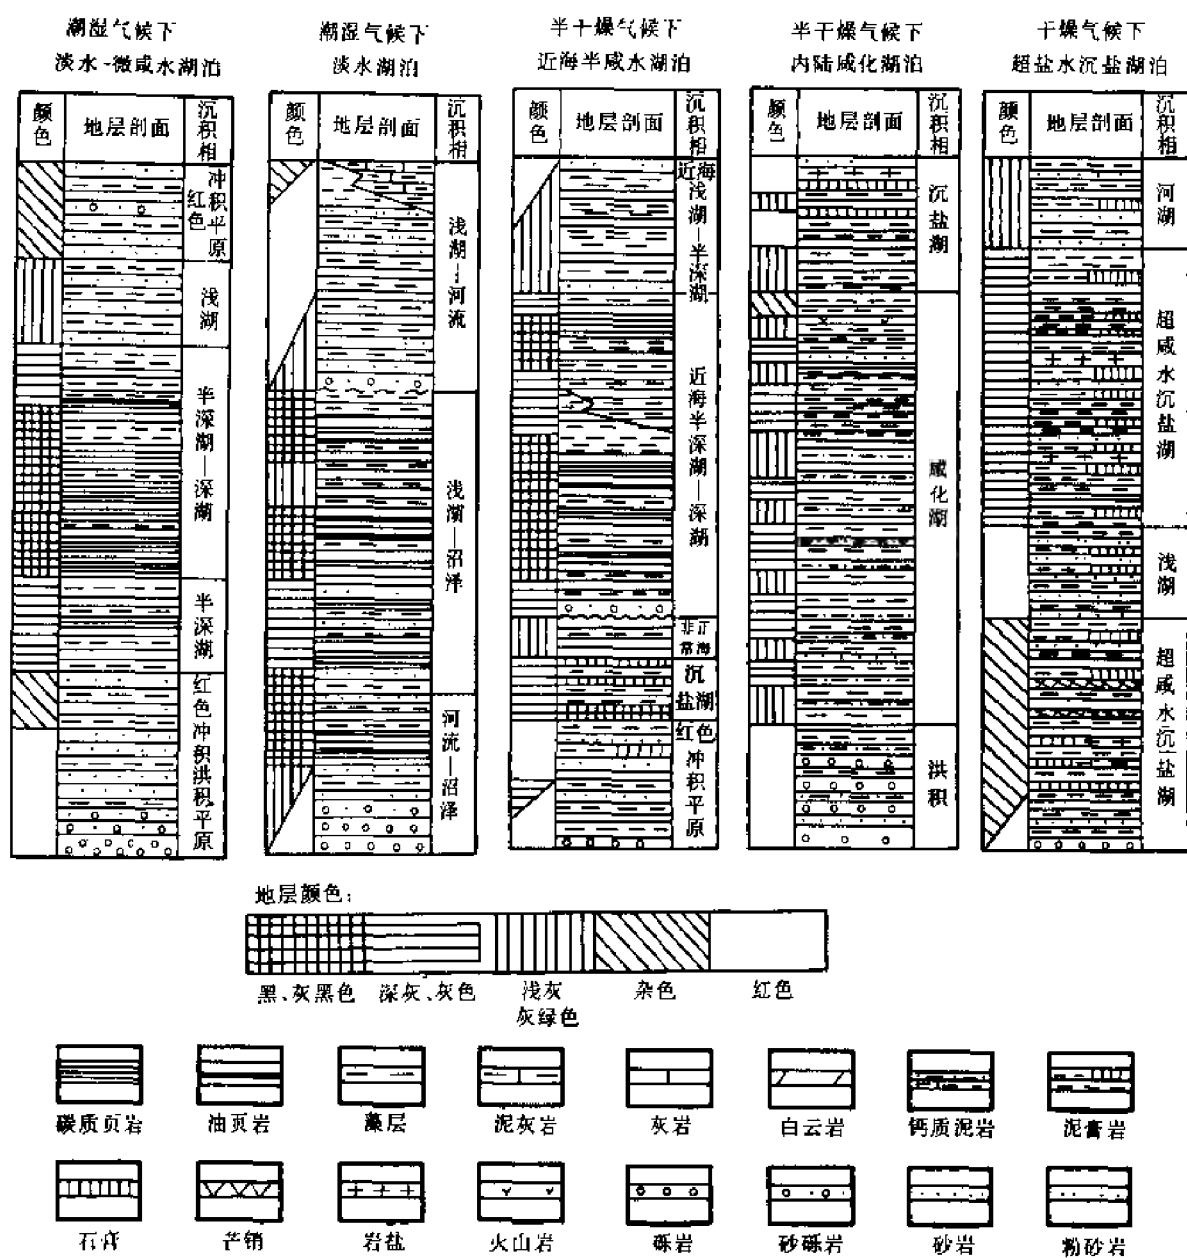 潮湿气候下
淡水-微咸水湖泊
潮湿气候下
淡水湖泊
半干燥气候下
近海半咸水湖泊
半干燥气候下
内陆咸化湖泊
干燥气候下
超盐水沉盐湖泊
颜色
地层剖面
沉积相
颜色
地层剖面
沉积相
颜色
地层剖面
沉积相
颜色
地层剖面
沉积相
颜色
地层剖面
沉积相
红色冲积平原
浅湖
半深湖—深湖
半深湖
红色冲积洪积平原
浅湖—河流
浅湖—沼泽
河流—沼泽
近海浅湖—半深湖
近海半深湖—深湖
非正常海
沉盐湖
红色冲积平原
沉盐湖
咸化湖
洪积
河湖
超咸水沉盐湖
浅湖
超咸水沉盐湖
地层颜色:
黑、灰黑色
深灰、灰色
浅灰
灰绿色
杂色
红色
碳质页岩
油页岩
藻层
泥灰岩
灰岩
白云岩
钙质泥岩
泥膏岩
石膏
芒销
岩盐
火山岩
砾岩
砂砾岩
砂岩
粉砂岩